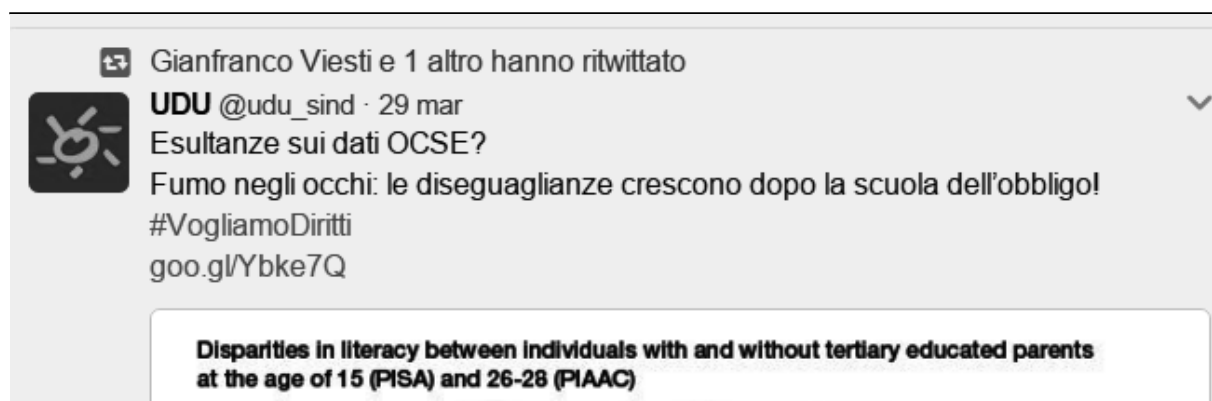 Gianfranco Viesti e 1 altro hanno ritwittato
UDU @udu_sind · 29 mar
Esultanze sui dati OCSE?
Fumo negli occhi: le diseguaglianze crescono dopo la scuola dell'obbligo!
#VogliamoDiritti
goo.gl/Ybke7Q
Disparities in literacy between individuals with and without tertiary educated parents
at the age of 15 (PISA) and 26-28 (PIAAC)